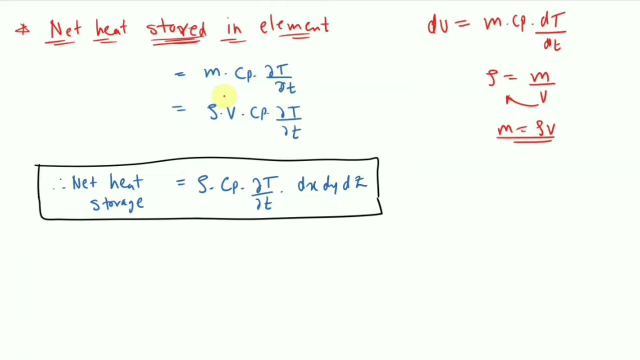 * Net heat stored in element
= m. Cp. ∂T/∂t
= ρ. V. Cp. ∂T/∂t
∴ Net heat storage = ρ. Cp. ∂T/∂t. dx dy dz
du = m. Cp. dT/dt
ρ = m/V
m = ρV